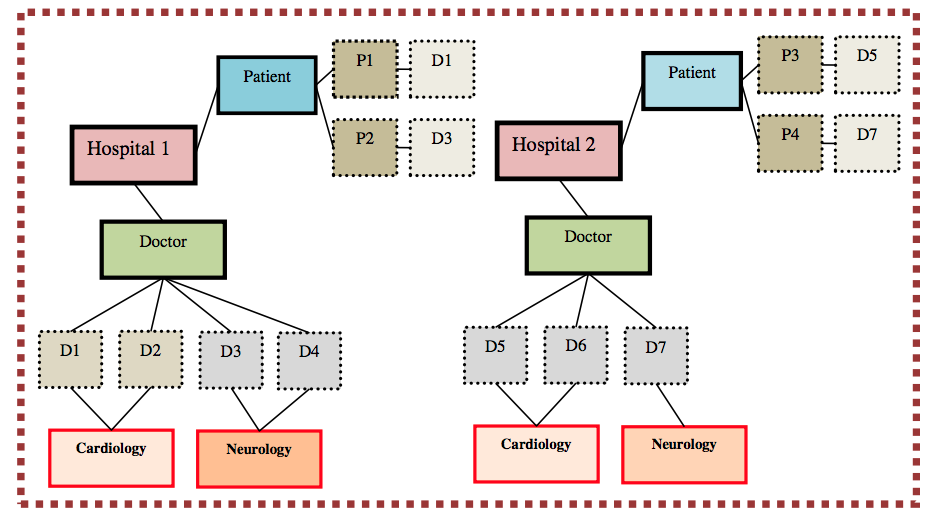 Patient
P1
D1
P2
D3
Hospital 1
Doctor
D1
D2
D3
D4
Cardiology
Neurology
Patient
P3
D5
P4
D7
Hospital 2
Doctor
D5
D6
D7
Cardiology
Neurology